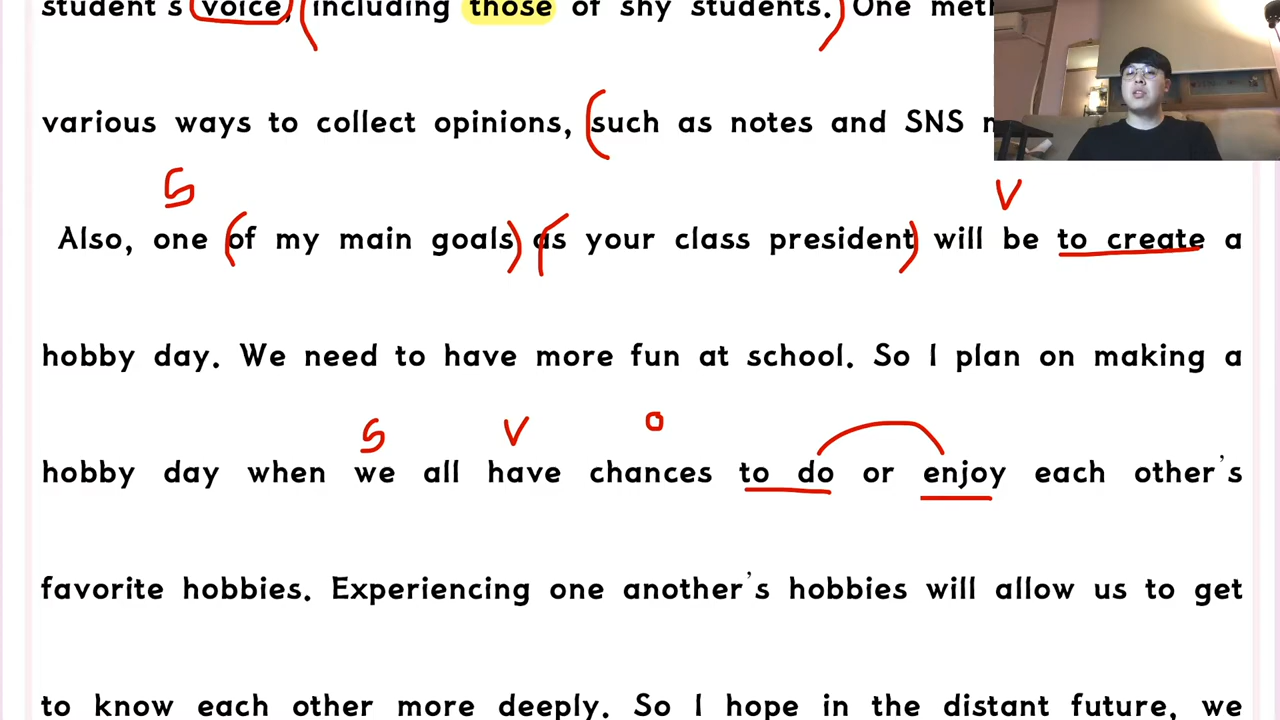 student's voice, including those of shy students. One
various ways to collect opinions, such as notes and SNS
S V
Also, one of my main goals as your class president will be to create a
hobby day. We need to have more fun at school. So I plan on making a
S V O
hobby day when we all have chances to do or enjoy each other's
favorite hobbies. Experiencing one another's hobbies will allow us to get
to know each other more deeply. So I hope in the distant future, we